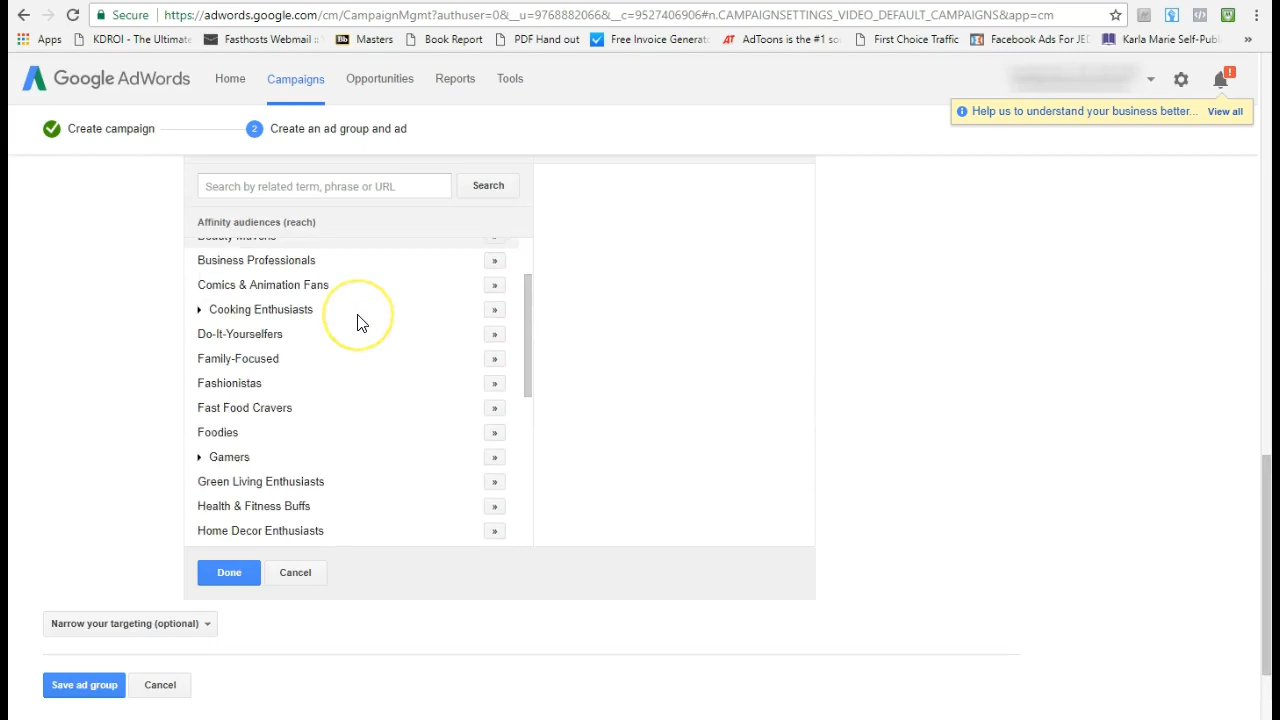 Secure https://adwords.google.com/cm/CampaignMgmt?authuser=0&__u=9768882066&__c=9527406906#n.CAMPAIGNSETTINGS_VIDEO_DEFAULT_CAMPAIGNS&app=cm
Apps KDROI - The Ultimate Fasthosts Webmail :: Bb Masters Book Report PDF Hand out Free Invoice Generato AT AdToons is the #1 so First Choice Traffic Facebook Ads For JED Karla Marie Self-Publ »
Google AdWords Home Campaigns Opportunities Reports Tools
Help us to understand your business better... View all
Create campaign 2 Create an ad group and ad
Search by related term, phrase or URL Search
Affinity audiences (reach)
Beauty Mavens
Business Professionals »
Comics & Animation Fans »
Cooking Enthusiasts »
Do-It-Yourselfers »
Family-Focused »
Fashionistas »
Fast Food Cravers »
Foodies »
Gamers »
Green Living Enthusiasts »
Health & Fitness Buffs »
Home Decor Enthusiasts »
Done Cancel
Narrow your targeting (optional)
Save ad group Cancel